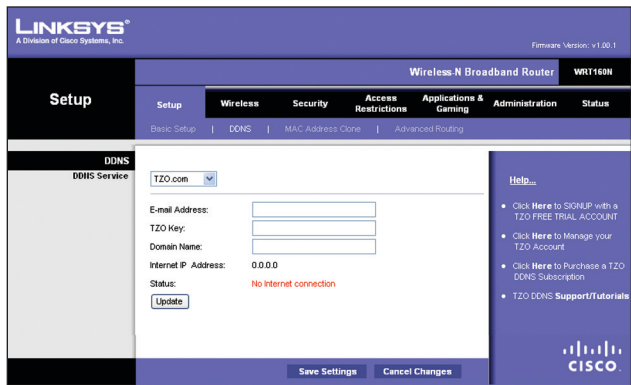 LINKSYS®
A Division of Cisco Systems, Inc.
Firmware Version: v1.00.1
Wireless-N Broadband Router WRT160N
Setup
Setup Wireless Security Access Restrictions Applications & Gaming Administration Status
Basic Setup | DDNS | MAC Address Clone | Advanced Routing
DDNS
DDNS Service
TZO.com
E-mail Address:
TZO Key:
Domain Name:
Internet IP Address: 0.0.0.0
Status: No Internet connection
Update
Help...
Click Here to SIGNUP with a
TZO FREE TRIAL ACCOUNT
Click Here to Manage your
TZO Account
Click Here to Purchase a TZO
DDNS Subscription
TZO DDNS Support/Tutorials
Save Settings Cancel Changes
CISCO.